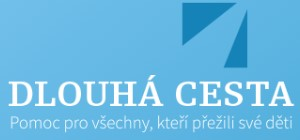 DLOUHÁ CESTA
Pomoc pro všechny, kteří přežili své děti